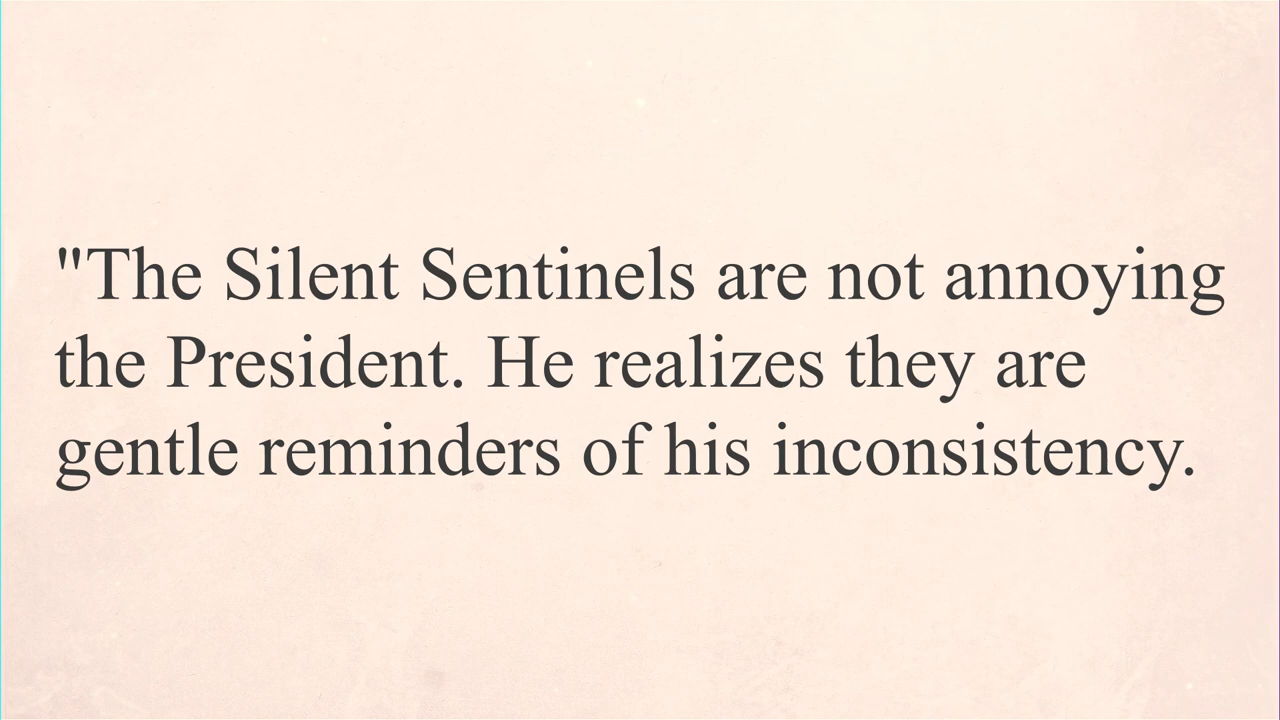 "The Silent Sentinels are not annoying
the President. He realizes they are
gentle reminders of his inconsistency.